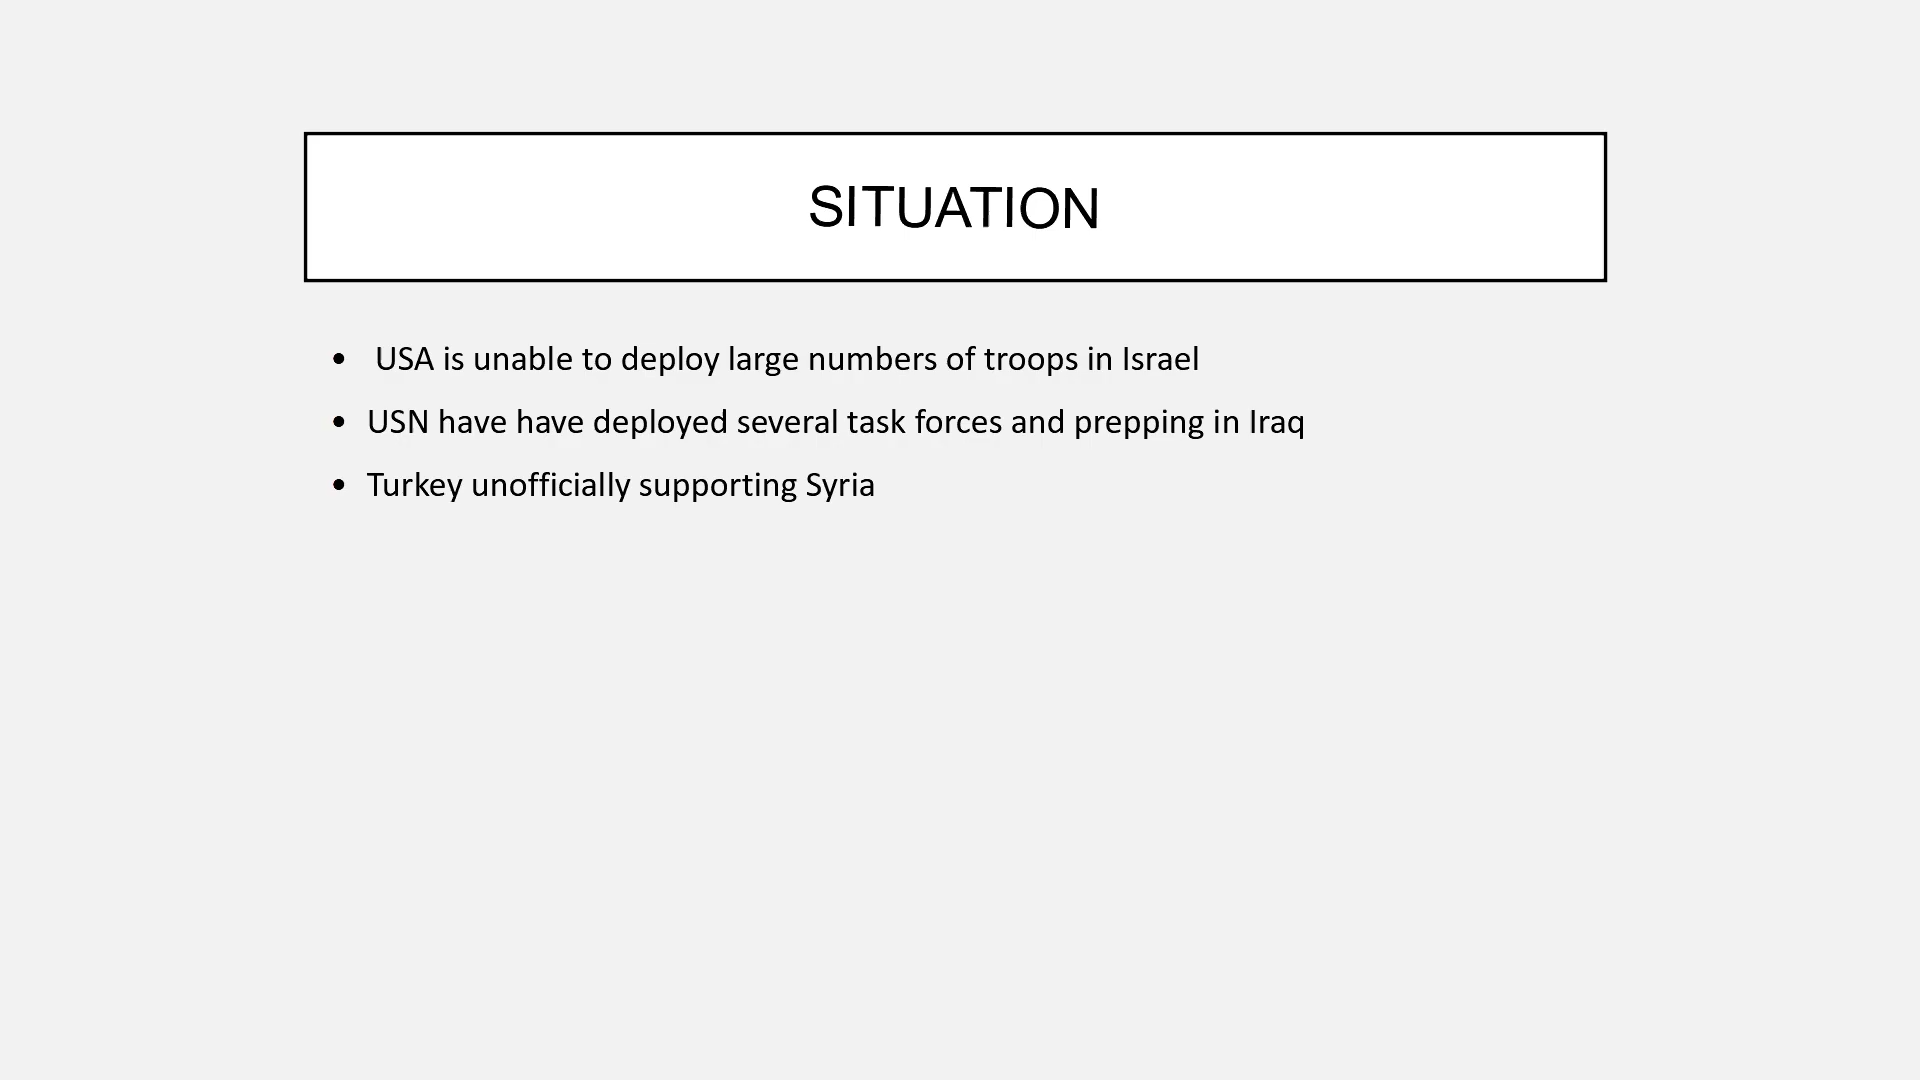 SITUATION
• USA is unable to deploy large numbers of troops in Israel
• USN have have deployed several task forces and prepping in Iraq
• Turkey unofficially supporting Syria